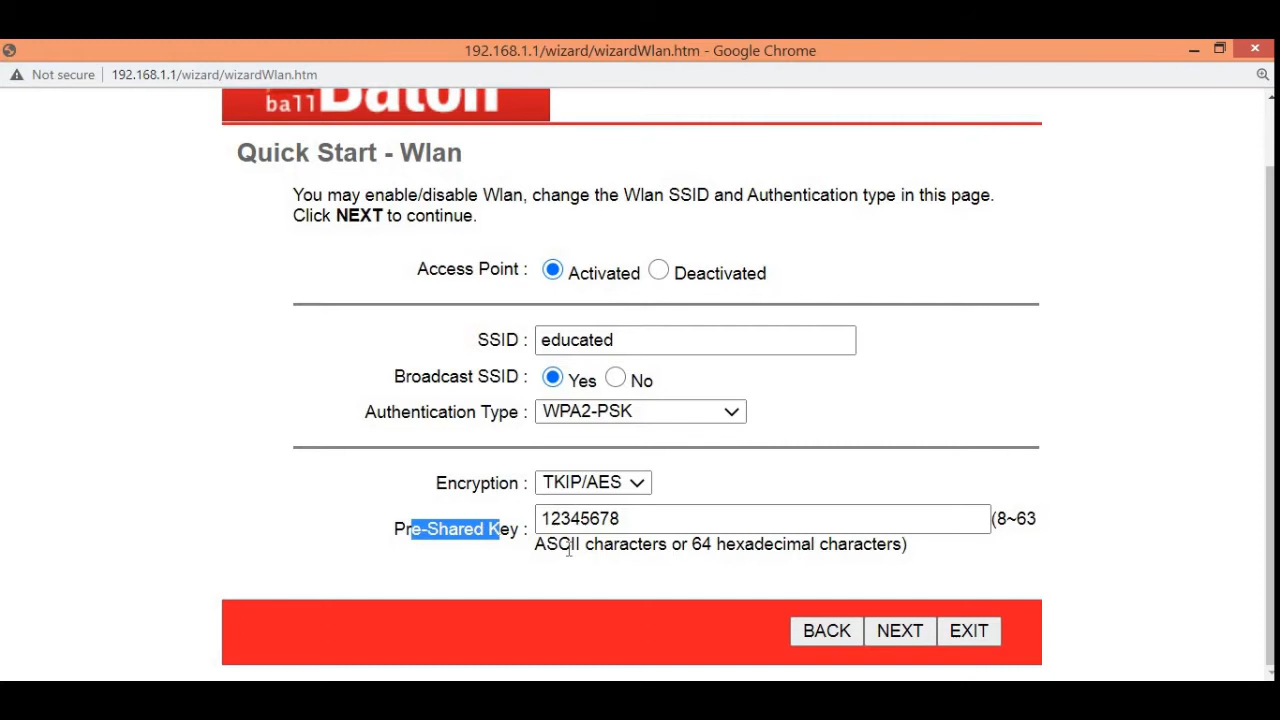 192.168.1.1/wizard/wizardWlan.htm - Google Chrome
Not secure 192.168.1.1/wizard/wizardWlan.htm
ball Baton
Quick Start - Wlan
You may enable/disable Wlan, change the Wlan SSID and Authentication type in this page.
Click NEXT to continue.
Access Point : Activated Deactivated
SSID : educated
Broadcast SSID : Yes No
Authentication Type : WPA2-PSK
Encryption : TKIP/AES
Pre-Shared Key : 12345678 (8~63
ASCII characters or 64 hexadecimal characters)
BACK NEXT EXIT